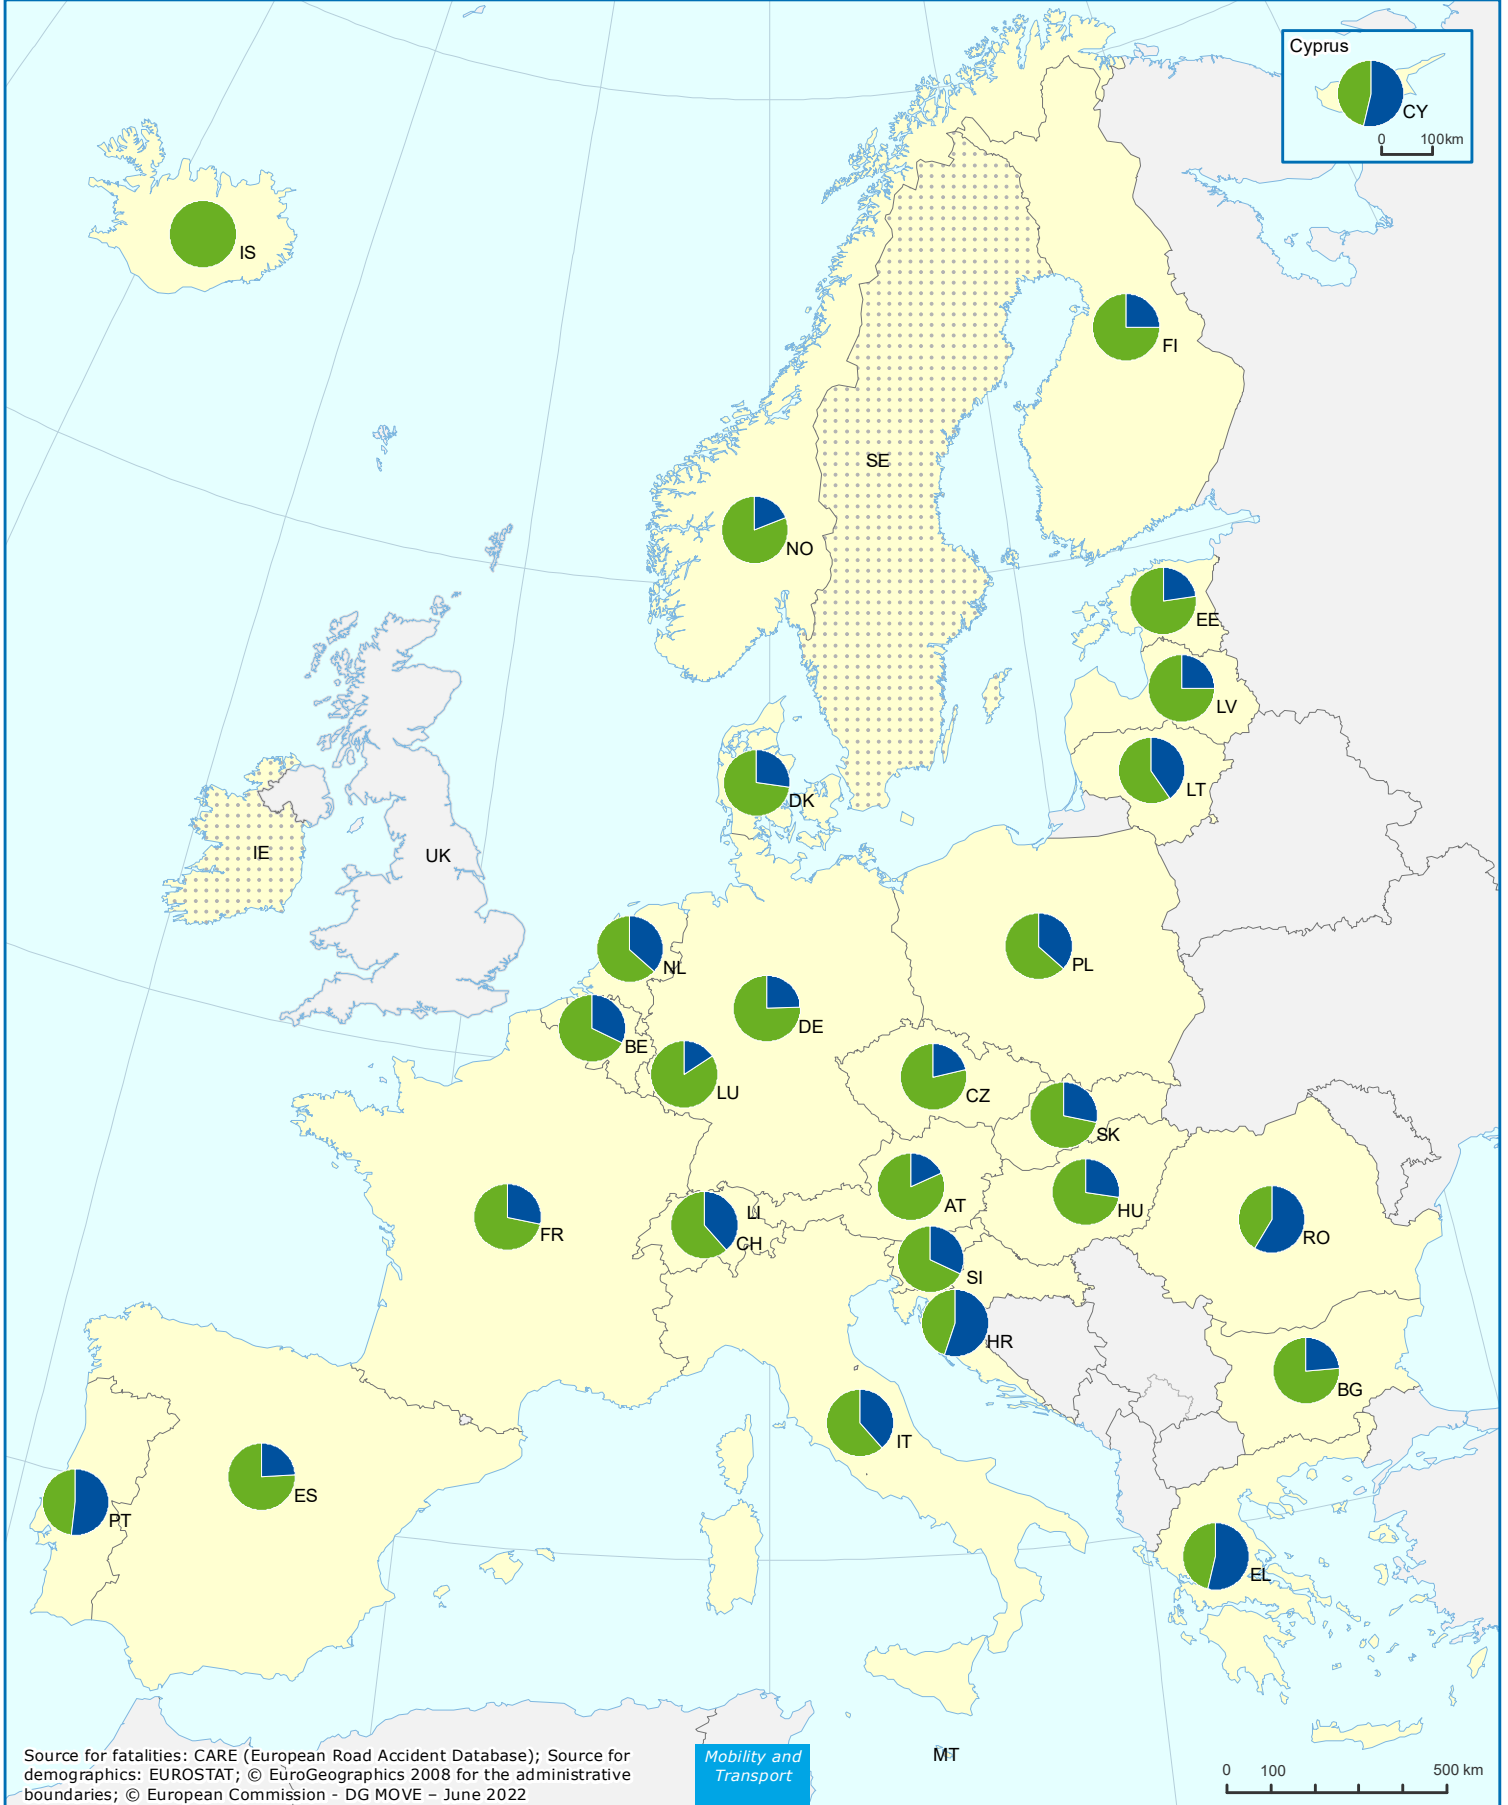 Cyprus
CY
0 100km
IS
FI
SE
NO
EE
LV
LT
DK
IE
UK
NL
PL
DE
BE
LU
CZ
SK
AT
HU
LI
CH
FR
RO
SI
HR
BG
IT
ES
PT
EL
MT
Source for fatalities: CARE (European Road Accident Database); Source for
demographics: EUROSTAT; © EuroGeographics 2008 for the administrative
boundaries; © European Commission - DG MOVE – June 2022
Mobility and
Transport
0 100 500 km